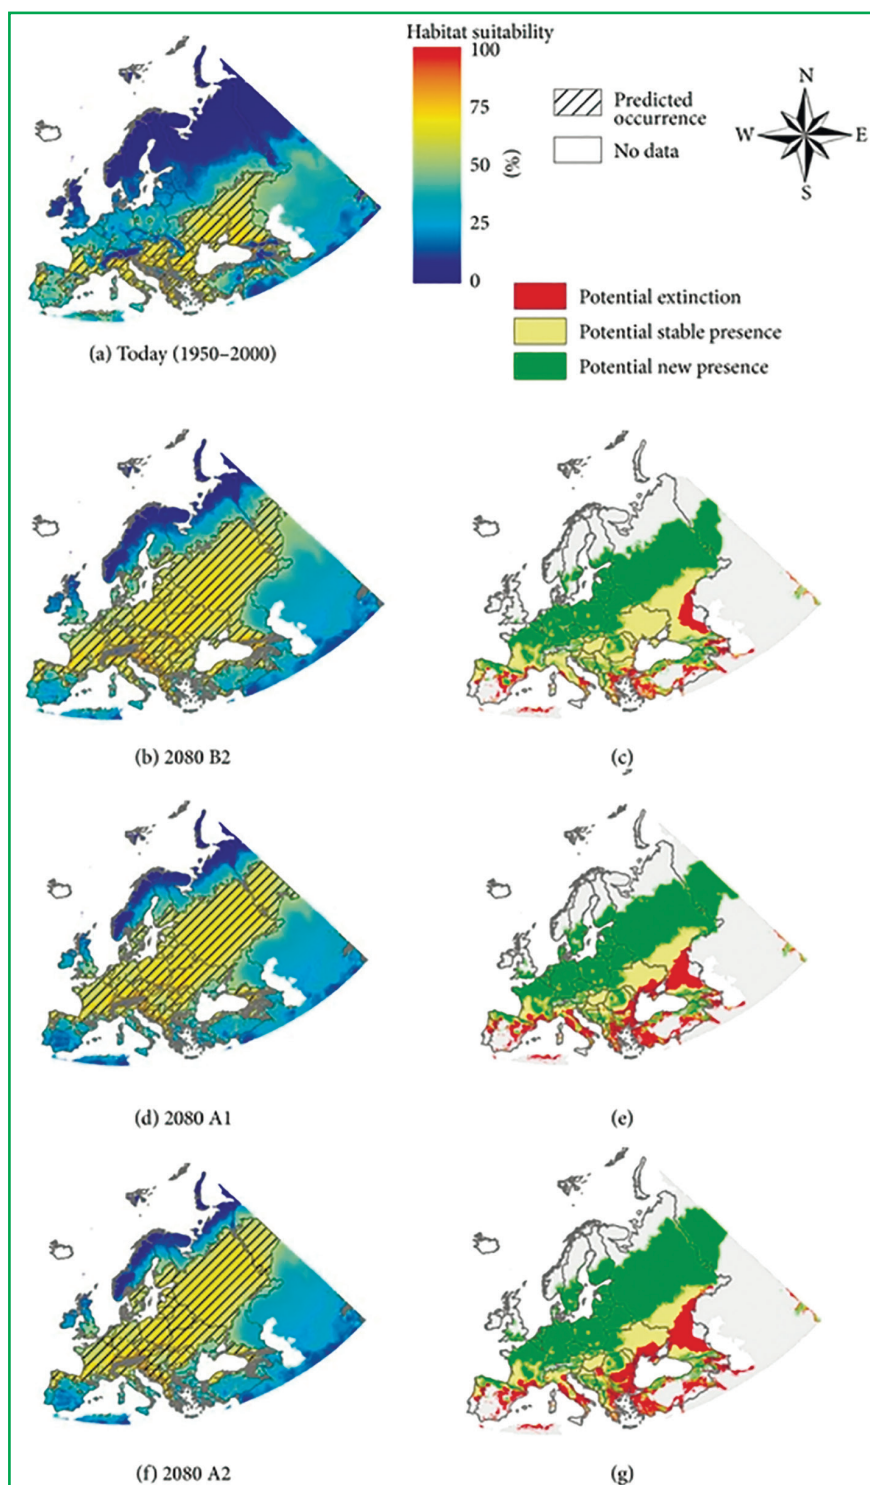 Habitat suitability
100
75
50
25
0
(%)
Predicted
occurrence
No data
N
W
E
S
Potential extinction
Potential stable presence
Potential new presence
(a) Today (1950–2000)
(b) 2080 B2
(c)
(d) 2080 A1
(e)
(f) 2080 A2
(g)